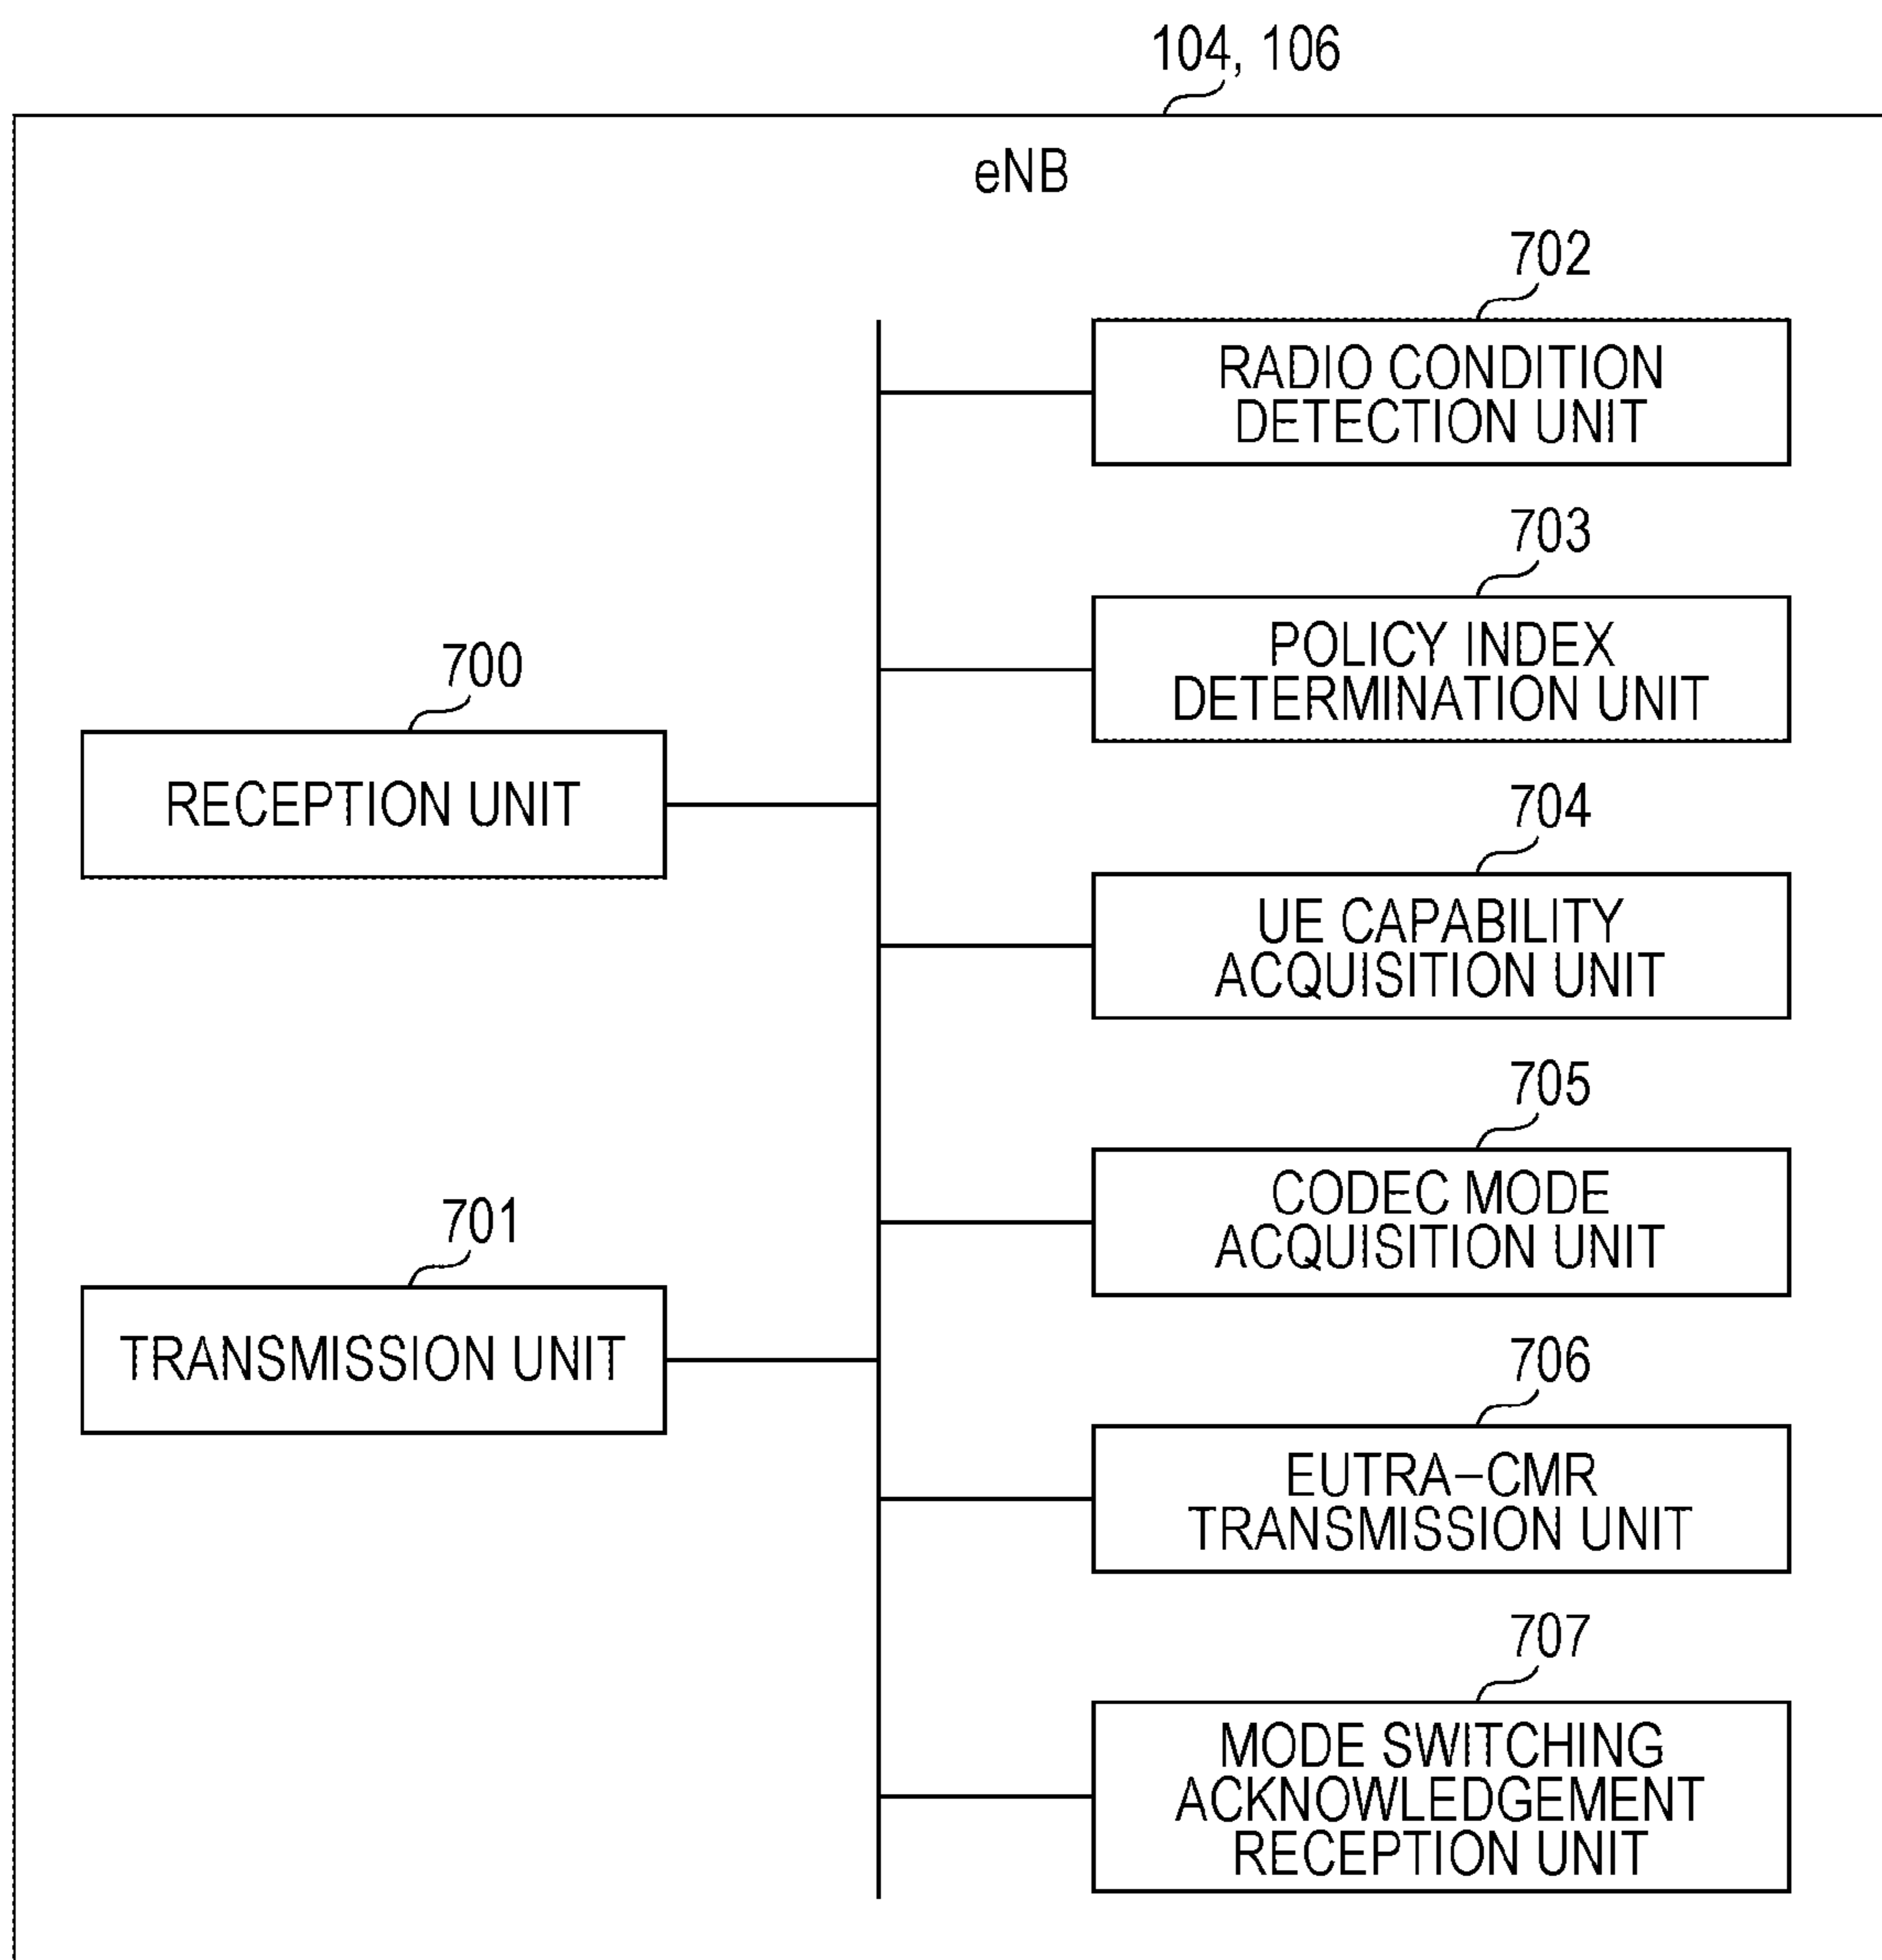 104, 106
eNB
702
RADIO CONDITION
DETECTION UNIT
703
POLICY INDEX
DETERMINATION UNIT
700
RECEPTION UNIT
704
UE CAPABILITY
ACQUISITION UNIT
705
CODEC MODE
ACQUISITION UNIT
701
TRANSMISSION UNIT
706
EUTRA–CMR
TRANSMISSION UNIT
707
MODE SWITCHING
ACKNOWLEDGEMENT
RECEPTION UNIT